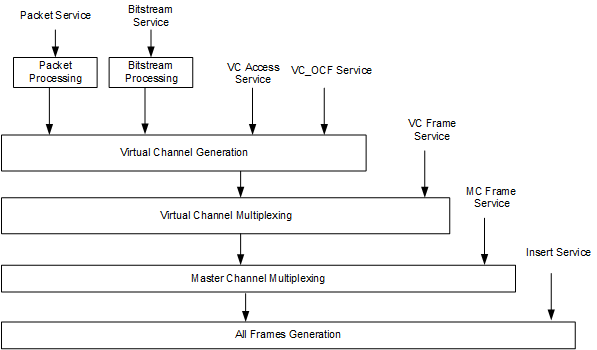 Packet Service
Bitstream
Service
Packet
Processing
Bitstream
Processing
VC Access
Service
VC_OCF Service
VC Frame
Service
Virtual Channel Generation
MC Frame
Service
Virtual Channel Multiplexing
Insert Service
Master Channel Multiplexing
All Frames Generation